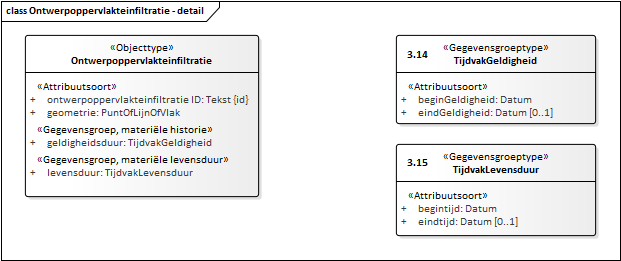 class Ontwerpoppervlakteinfiltratie - detail
«Objecttype»
Ontwerpoppervlakteinfiltratie
«Attribuutsoort»
+ ontwerpoppervlakteinfiltratie ID: Tekst {id}
+ geometrie: PuntOfLijnOfVlak
«Gegevensgroep, materiële historie»
+ geldigheidsduur: TijdvakGeldigheid
«Gegevensgroep, materiële levensduur»
+ levensduur: TijdvakLevensduur
3.14 «Gegevensgroeptype»
TijdvakGeldigheid
«Attribuutsoort»
+ beginGeldigheid: Datum
+ eindGeldigheid: Datum [0..1]
3.15 «Gegevensgroeptype»
TijdvakLevensduur
«Attribuutsoort»
+ begintijd: Datum
+ eindtijd: Datum [0..1]